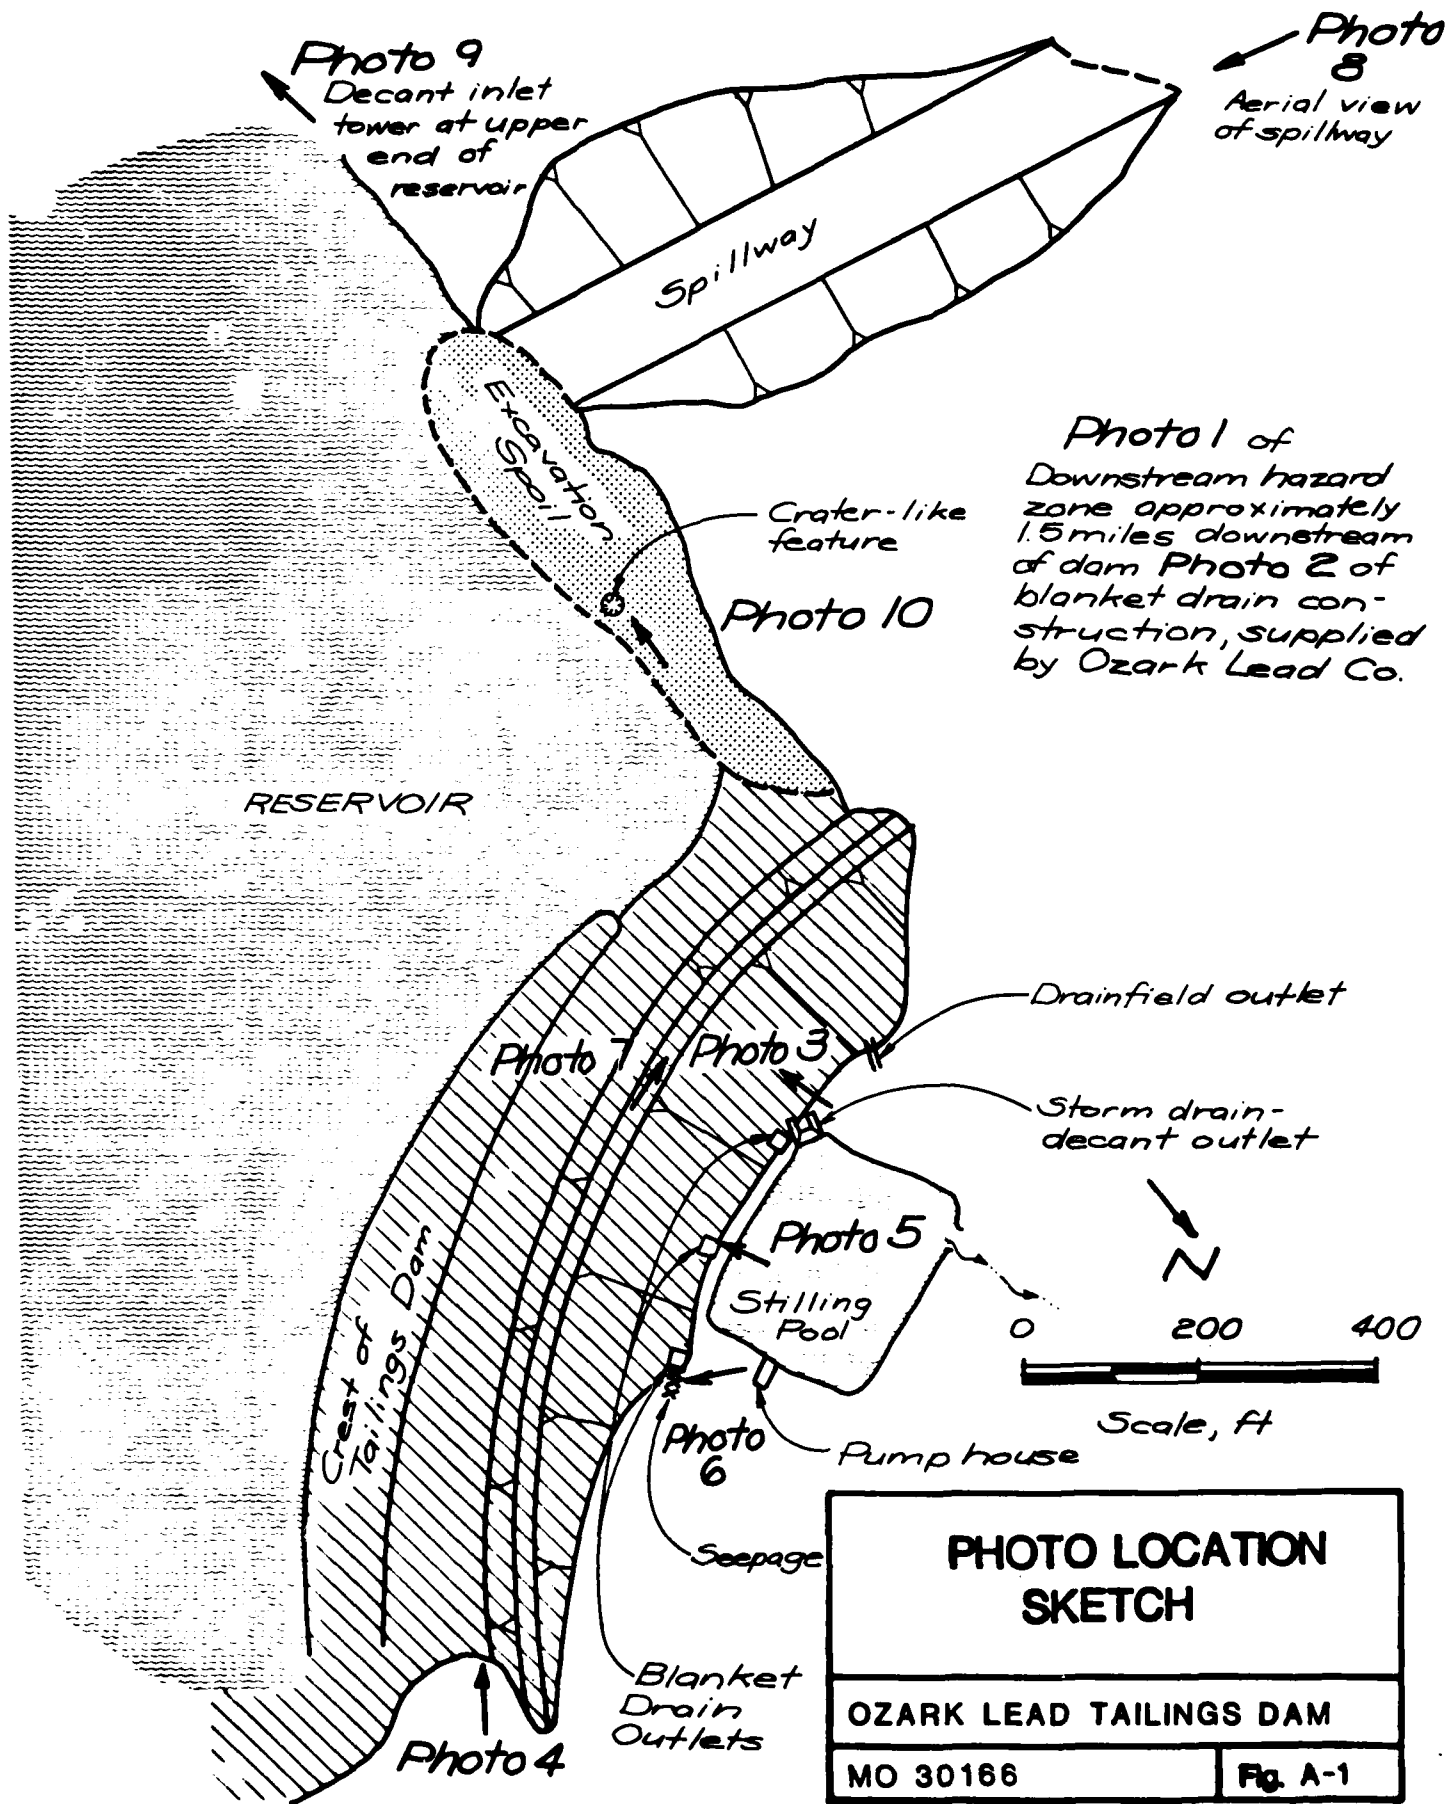 Photo 9
Decant inlet
tower at upper
end of
reservoir
Photo
8
Aerial view
of spillway
Spillway
Excavation
Spoil
Photo 1 of
Downstream hazard
zone approximately
1.5 miles downstream
of dam Photo 2 of
blanket drain con-
struction, supplied
by Ozark Lead Co.
Crater-like
feature
Photo 10
RESERVOIR
Drainfield outlet
Photo 7
Photo 3
Storm drain-
decant outlet
N
Photo 5
Stilling
Pool
0 200 400
Scale, ft
Crest of
Tailings Dam
Photo
6
Pump house
Seepage
Blanket
Drain
Outlets
Photo 4
PHOTO LOCATION
SKETCH
OZARK LEAD TAILINGS DAM
MO 30166
Fig. A-1